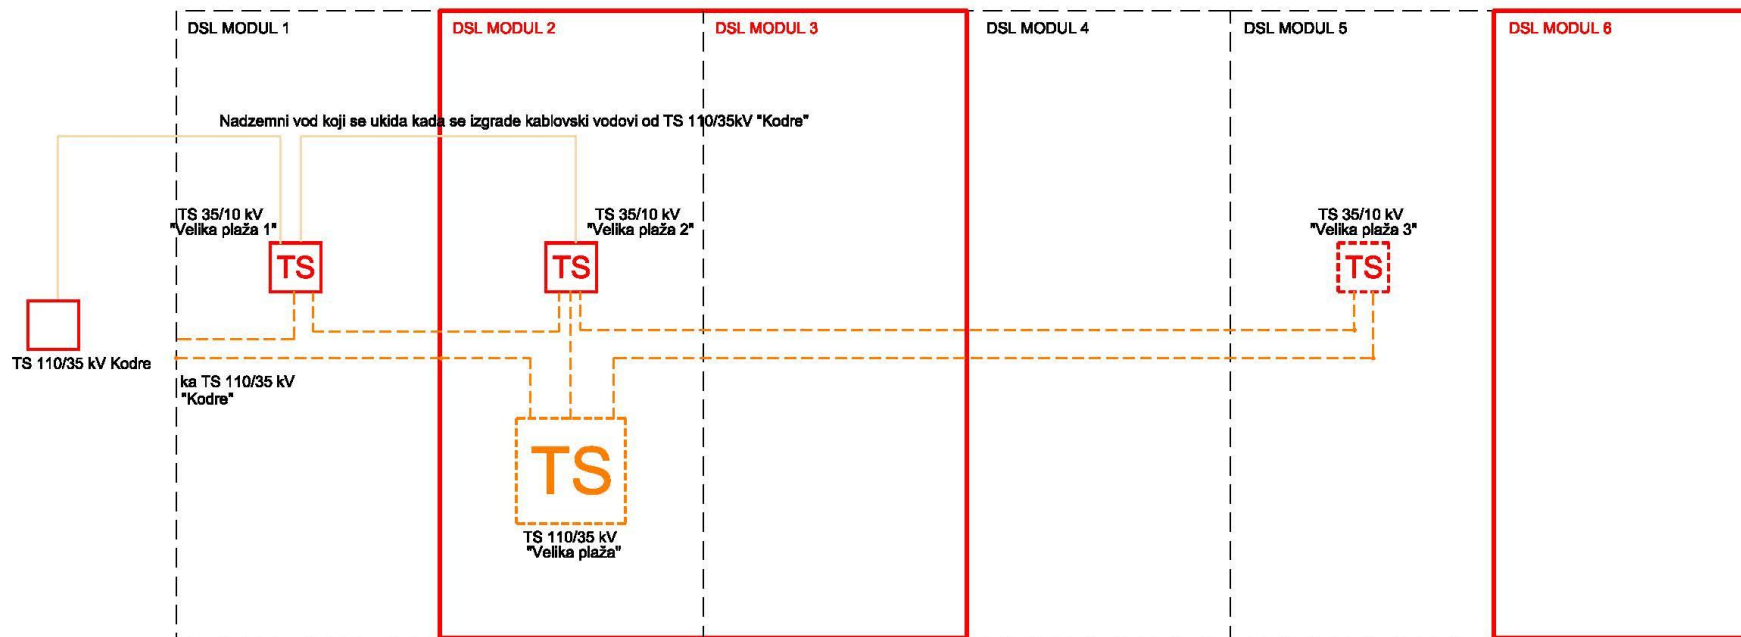 DSL MODUL 1
DSL MODUL 2
DSL MODUL 3
DSL MODUL 4
DSL MODUL 5
DSL MODUL 6
Nadzemni vod koji se ukida kada se izgrade kablovski vodovi od TS 110/35kV "Kodre"
TS 35/10 kV
"Velika plaža 1"
TS
TS 35/10 kV
"Velika plaža 2"
TS
TS 35/10 kV
"Velika plaža 3"
TS
TS 110/35 kV Kodre
ka TS 110/35 kV
"Kodre"
TS
TS 110/35 kV
"Velika plaža"